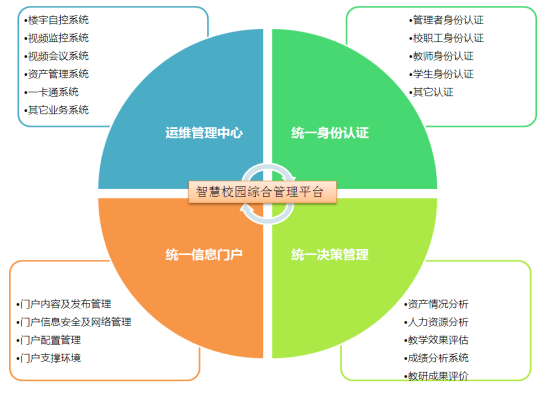 •楼宇自控系统
•视频监控系统
•视频会议系统
•资产管理系统
•一卡通系统
•其它业务系统
•管理者身份认证
•校职工身份认证
•教师身份认证
•学生身份认证
•其它认证
运维管理中心
统一身份认证
智慧校园综合管理平台
统一信息门户
统一决策管理
•门户内容及发布管理
•门户信息安全及网络管理
•门户配置管理
•门户支撑环境
•资产情况分析
•人力资源分析
•教学效果评估
•成绩分析系统
•教研成果评价